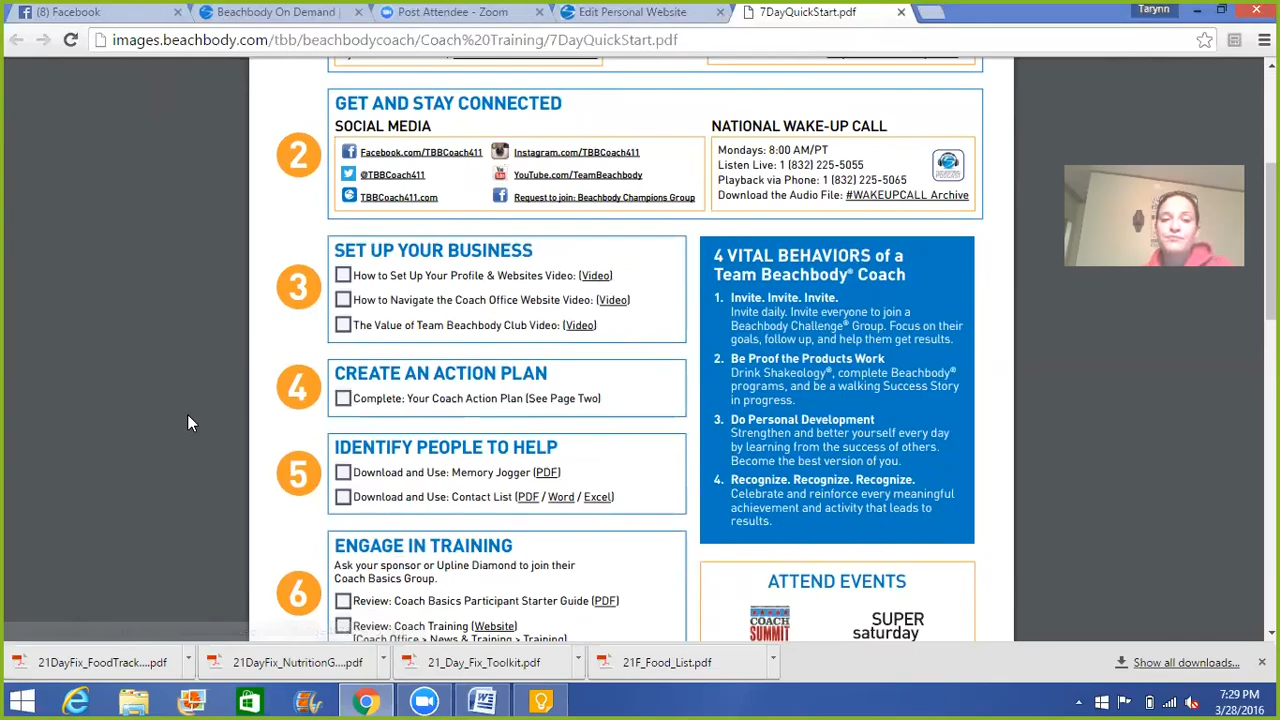 (8) Facebook
Beachbody On Demand |
Post Attendee - Zoom
Edit Personal Website
7DayQuickStart.pdf
Tarynn
images.beachbody.com/tbb/beachbodycoach/Coach%20Training/7DayQuickStart.pdf
2
GET AND STAY CONNECTED
SOCIAL MEDIA
Facebook.com/TBBCoach411
Instagram.com/TBBCoach411
@TBBCoach411
YouTube.com/TeamBeachbody
TBBCoach411.com
Request to join: Beachbody Champions Group
NATIONAL WAKE-UP CALL
Mondays: 8:00 AM/PT
Listen Live: 1 (832) 225-5055
Playback via Phone: 1 (832) 225-5065
Download the Audio File: #WAKEUPCALL Archive
3
SET UP YOUR BUSINESS
How to Set Up Your Profile & Websites Video: (Video)
How to Navigate the Coach Office Website Video: (Video)
The Value of Team Beachbody Club Video: (Video)
4
CREATE AN ACTION PLAN
Complete: Your Coach Action Plan (See Page Two)
5
IDENTIFY PEOPLE TO HELP
Download and Use: Memory Jogger (PDF)
Download and Use: Contact List (PDF / Word / Excel)
6
ENGAGE IN TRAINING
Ask your sponsor or Upline Diamond to join their
Coach Basics Group.
Review: Coach Basics Participant Starter Guide (PDF)
Review: Coach Training (Website)
(Coach Office > News & Training > Training)
4 VITAL BEHAVIORS of a
Team Beachbody® Coach
1. Invite. Invite. Invite.
Invite daily. Invite everyone to join a
Beachbody Challenge® Group. Focus on their
goals, follow up, and help them get results.
2. Be Proof the Products Work
Drink Shakeology®, complete Beachbody®
programs, and be a walking Success Story
in progress.
3. Do Personal Development
Strengthen and better yourself every day
by learning from the success of others.
Become the best version of you.
4. Recognize. Recognize. Recognize.
Celebrate and reinforce every meaningful
achievement and activity that leads to
results.
ATTEND EVENTS
COACH
SUMMIT
SUPER
saturday
21DayFix_FoodTrack....pdf
21DayFix_NutritionG....pdf
21_Day_Fix_Toolkit.pdf
21F_Food_List.pdf
Show all downloads...
7:29 PM
3/28/2016